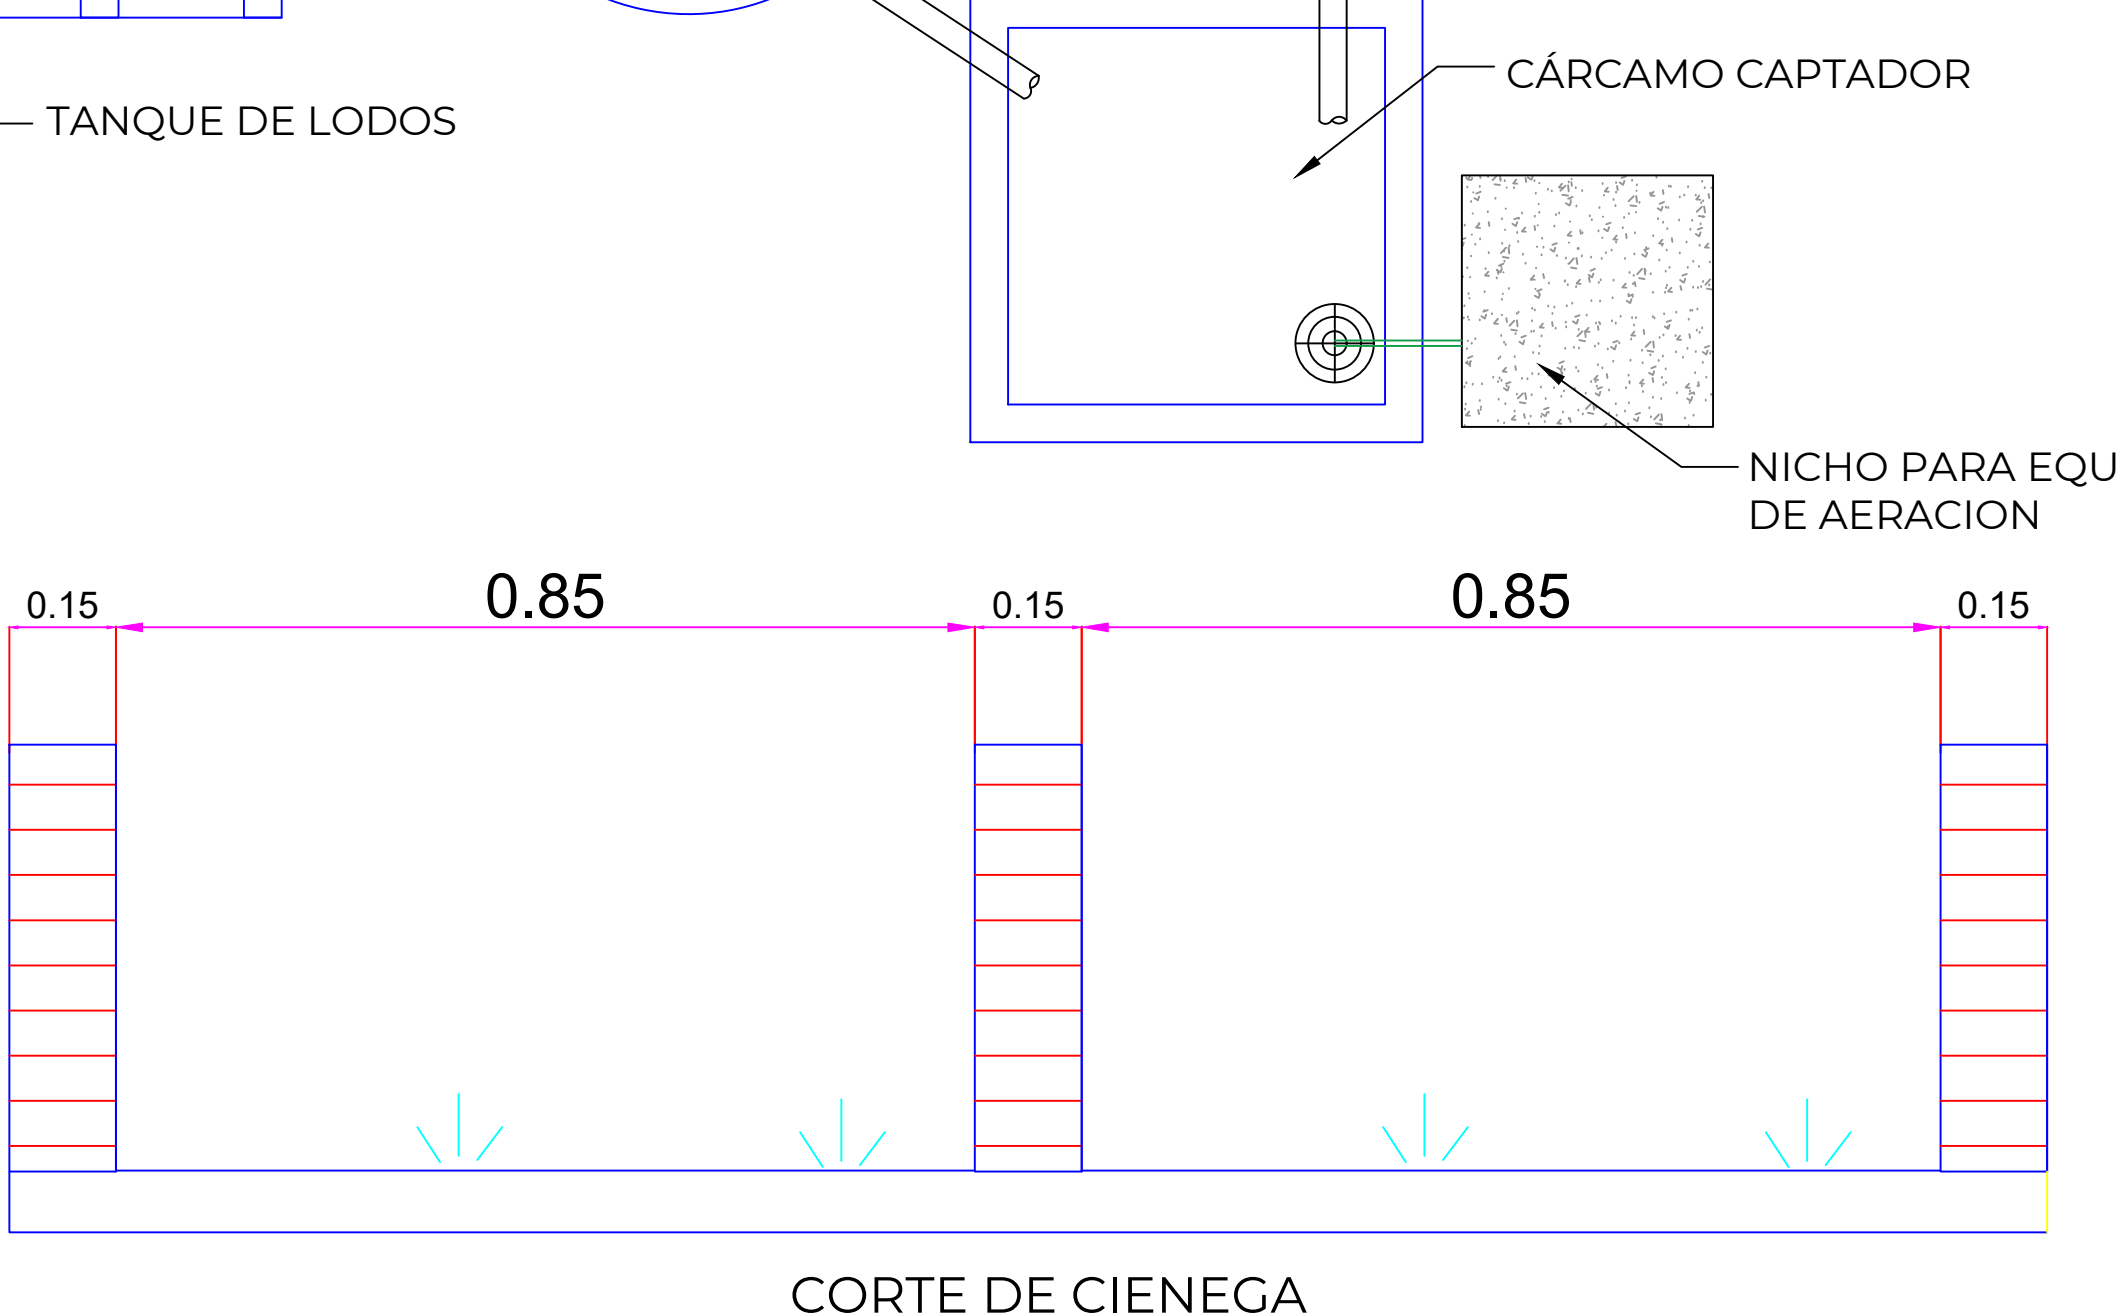 CÁRCAMO CAPTADOR
TANQUE DE LODOS
NICHO PARA EQU
DE AERACION
0.15 0.85 0.15 0.85 0.15
CORTE DE CIENEGA